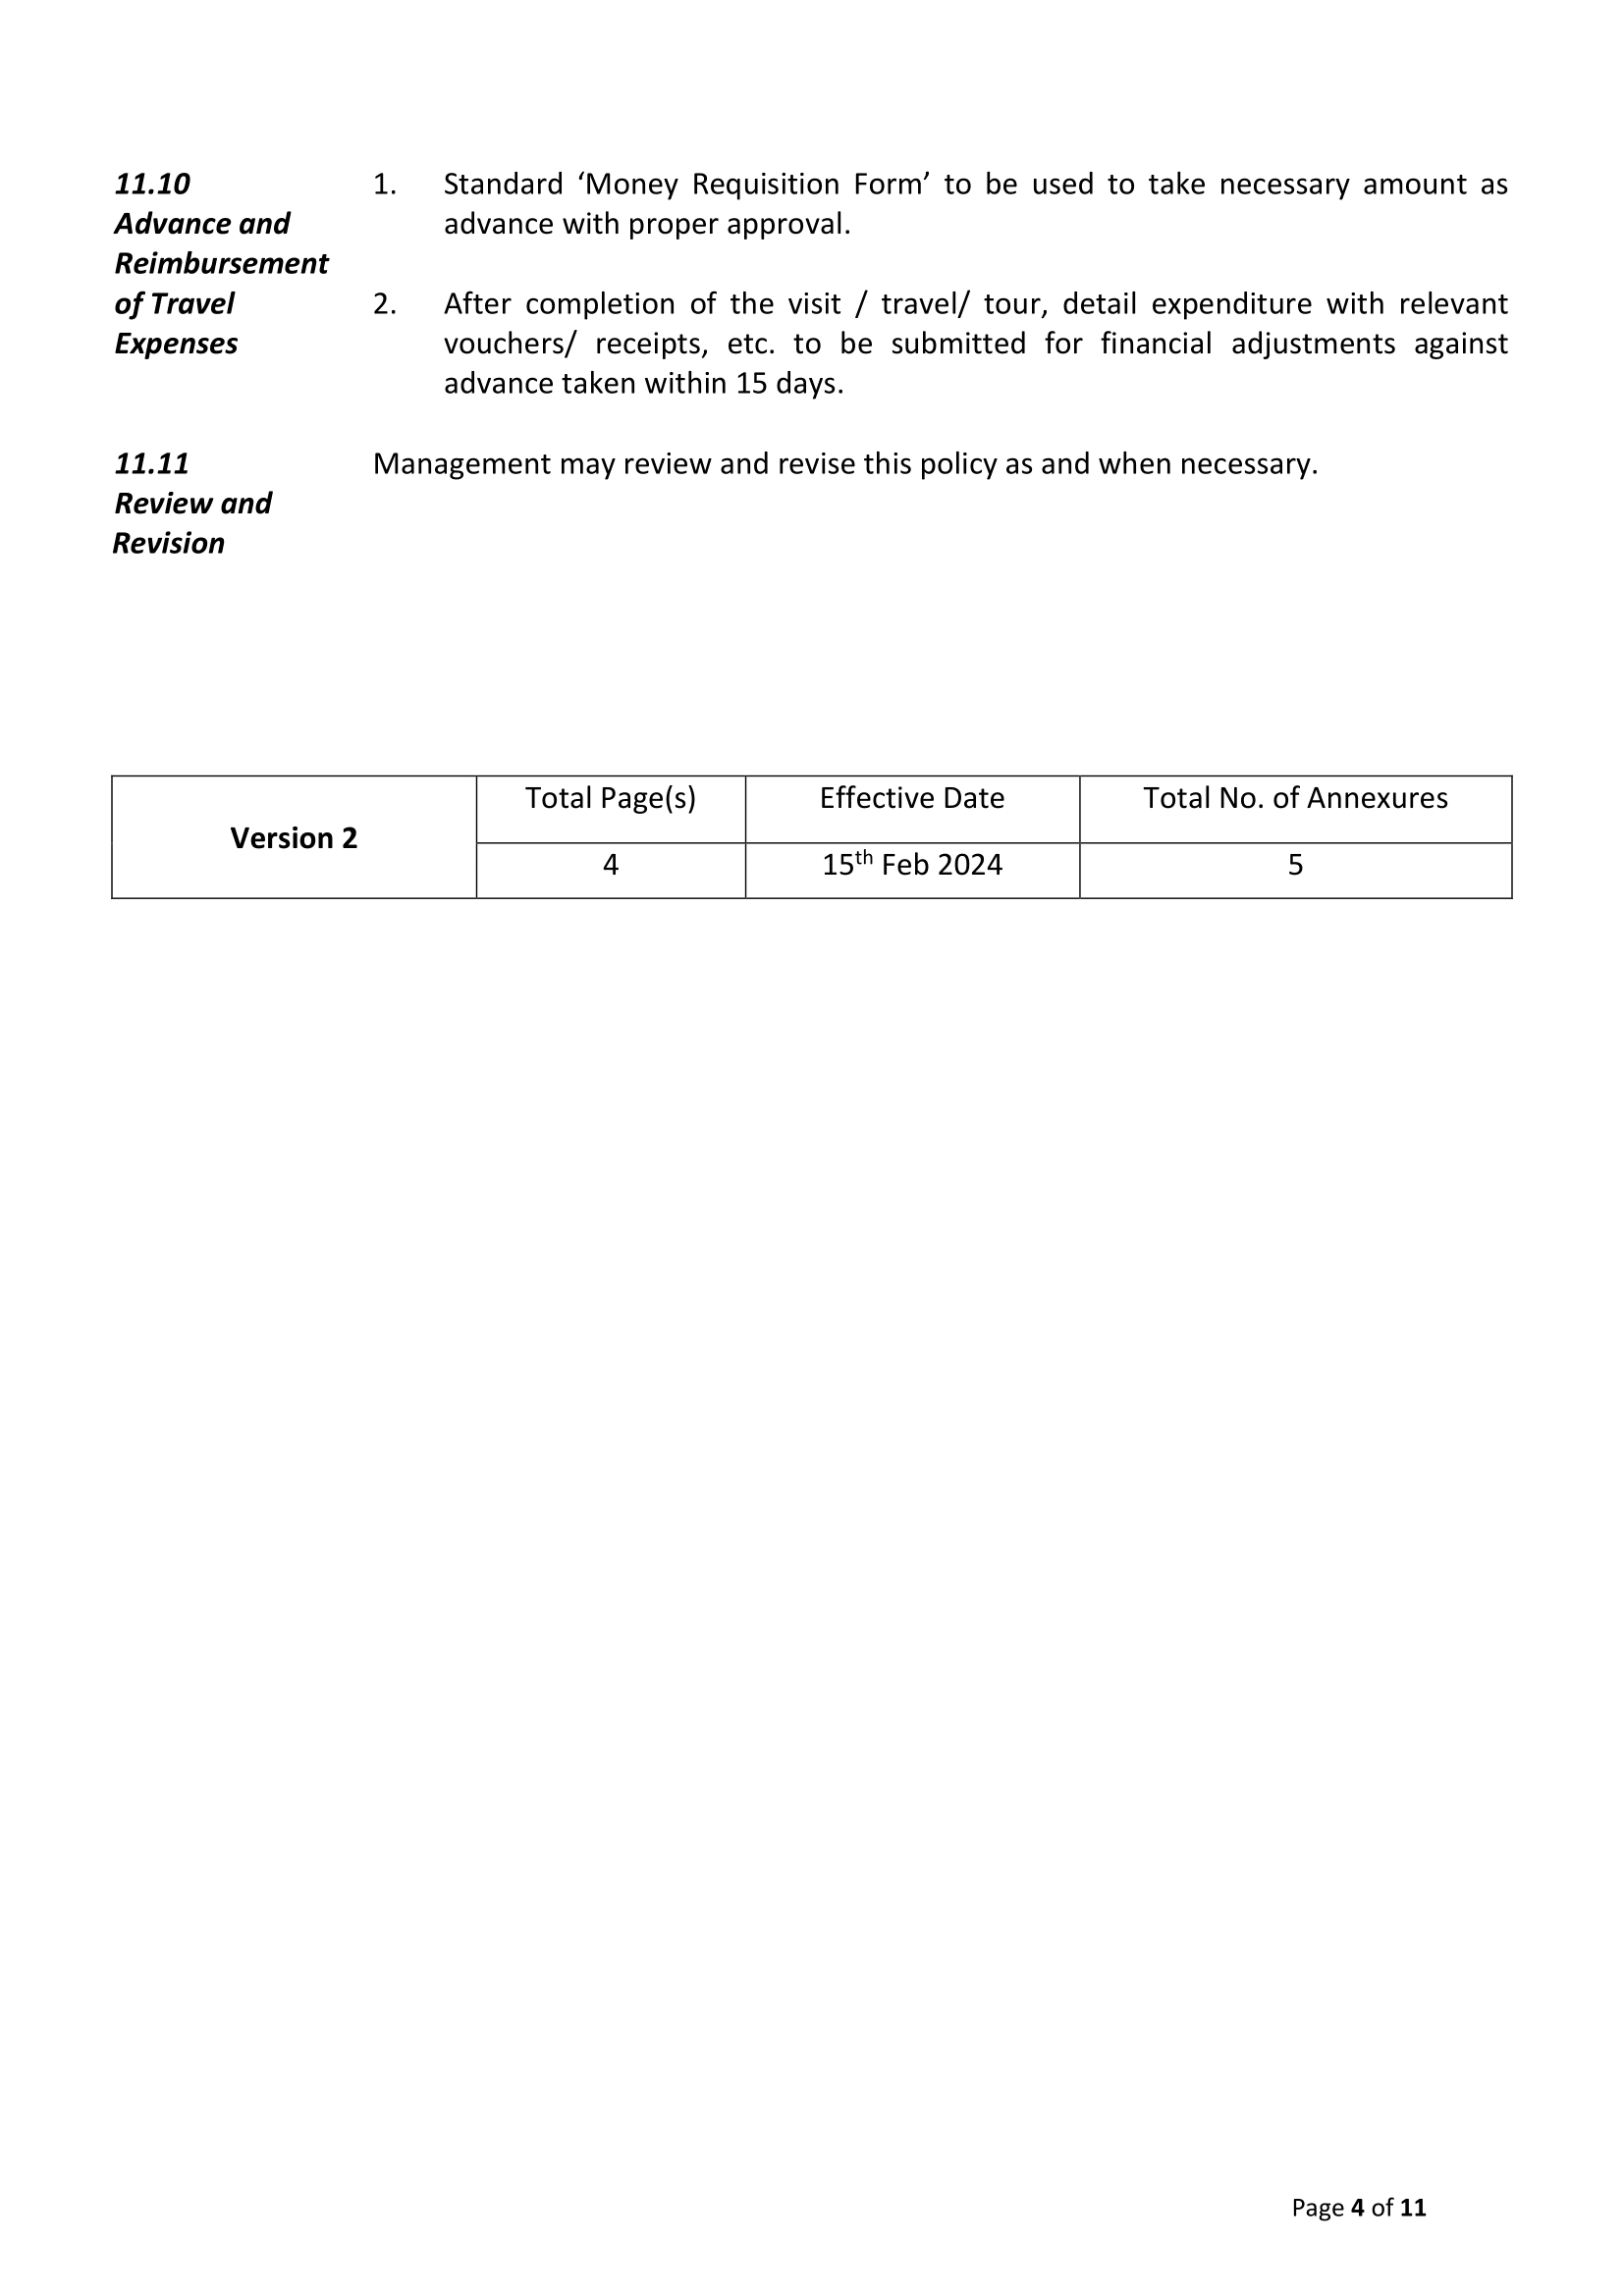 11.10
Advance and
Reimbursement
of Travel
Expenses
1. Standard ‘Money Requisition Form’ to be used to take necessary amount as
advance with proper approval.
2. After completion of the visit / travel/ tour, detail expenditure with relevant
vouchers/ receipts, etc. to be submitted for financial adjustments against
advance taken within 15 days.
11.11
Review and
Revision
Management may review and revise this policy as and when necessary.
Version 2
Total Page(s) Effective Date Total No. of Annexures
4 15th Feb 2024 5
Page 4 of 11